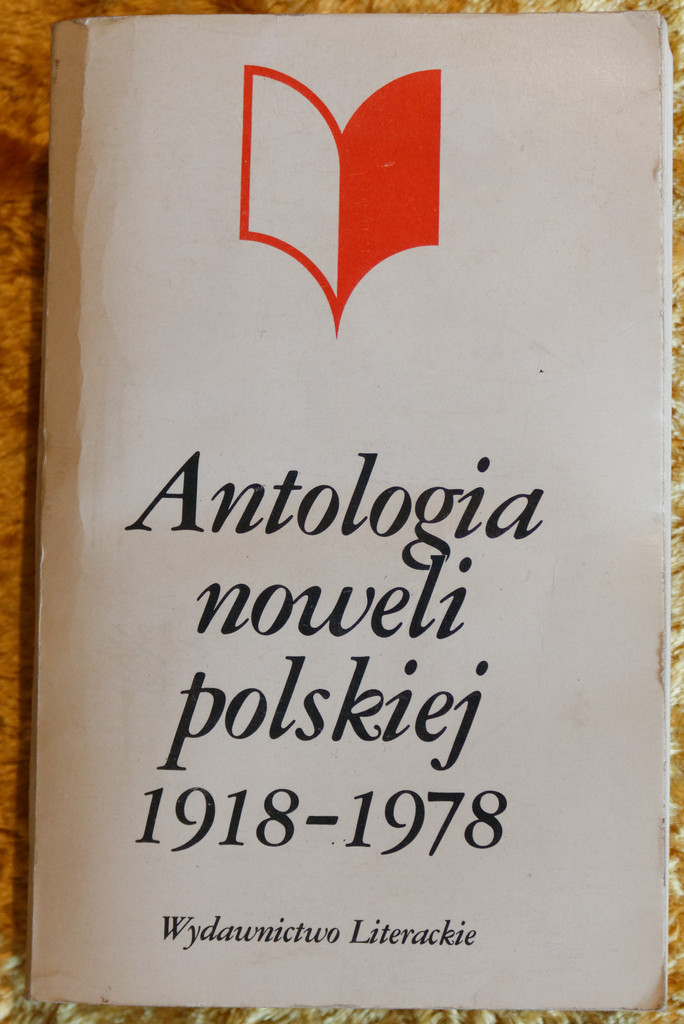 Antologia
noweli
polskiej
1918-1978
Wydawnictwo Literackie